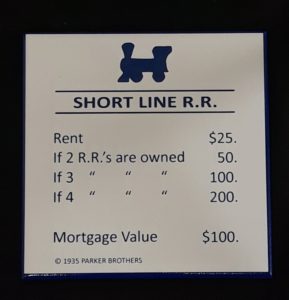 SHORT LINE R.R.
Rent $25.
If 2 R.R.'s are owned 50.
If 3 “ “ “ 100.
If 4 “ “ “ 200.
Mortgage Value $100.
© 1935 PARKER BROTHERS